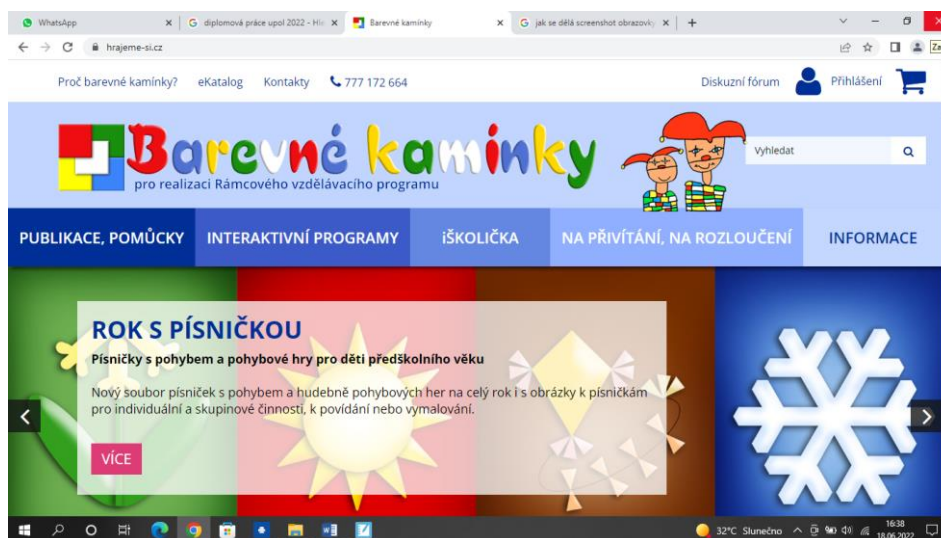 WhatsApp
diplomová práce upol 2022 - Hle
Barevné kamínky
jak se dělá screenshot obrazovky
hrajeme-si.cz
Za
Proč barevné kamínky? eKatalog Kontakty 777 172 664
Diskuzní fórum Přihlášení
Barevné kamínky
pro realizaci Rámcového vzdělávacího programu
Vyhledat
PUBLIKACE, POMŮCKY INTERAKTIVNÍ PROGRAMY iŠKOLIČKA NA PŘIVÍTÁNÍ, NA ROZLOUČENÍ INFORMACE
ROK S PÍSNIČKOU
Písničky s pohybem a pohybové hry pro děti předškolního věku
Nový soubor písniček s pohybem a hudebně pohybových her na celý rok i s obrázky k písničkám
pro individuální a skupinové činnosti, k povídání nebo vymalování.
VÍCE
32°C Slunečno
16:38
18.06.2022